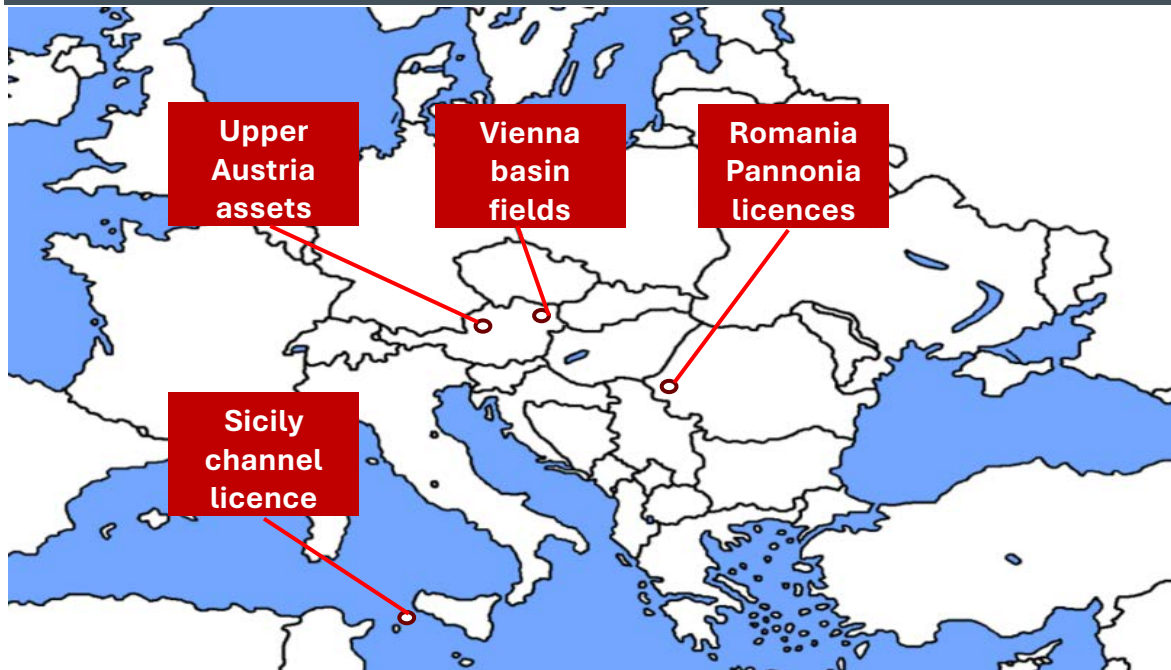 Upper
Austria
assets
Vienna
basin
fields
Romania
Pannonia
licences
Sicily
channel
licence